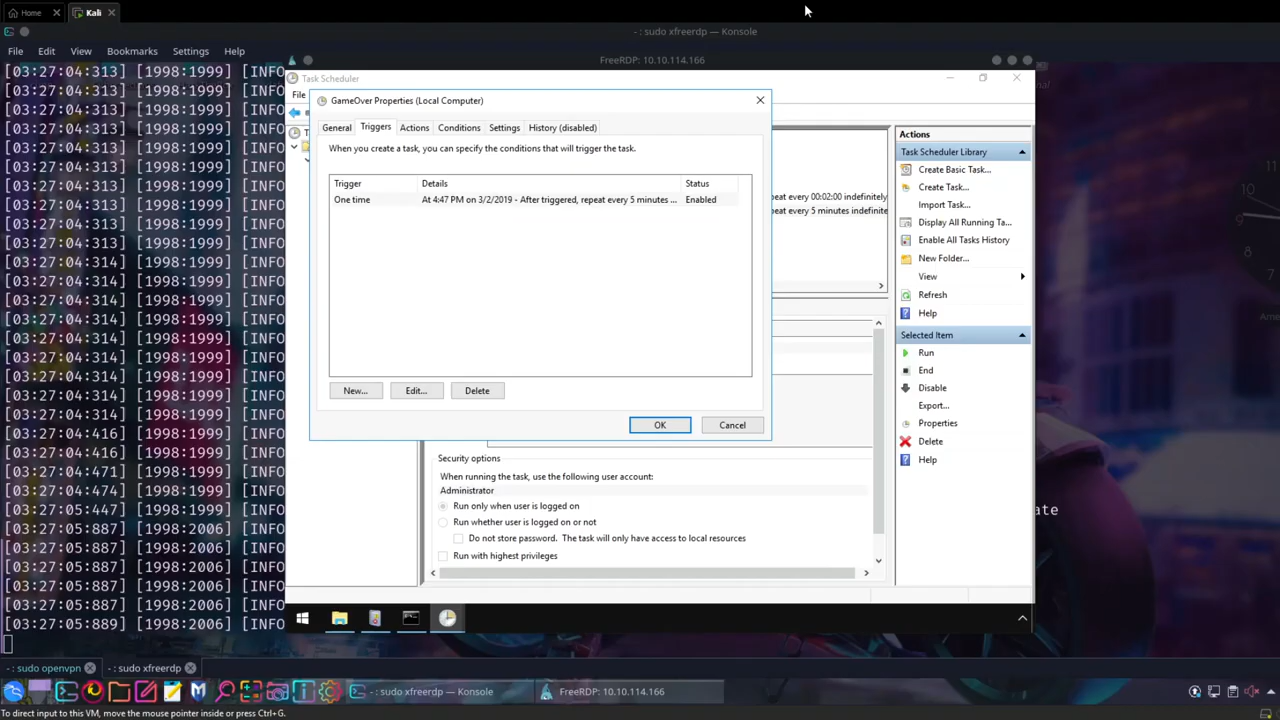 Home
Kali
- : sudo xfreerdp — Konsole
File Edit View Bookmarks Settings Help
FreeRDP: 10.10.114.166
Task Scheduler
File
GameOver Properties (Local Computer)
General Triggers Actions Conditions Settings History (disabled)
When you create a task, you can specify the conditions that will trigger the task.
Trigger Details Status
One time At 4:47 PM on 3/2/2019 - After triggered, repeat every 5 minutes ... Enabled
New... Edit... Delete
OK Cancel
peat every 00:02:00 indefinitely
peat every 5 minutes indefinite
Security options
When running the task, use the following user account:
Administrator
Run only when user is logged on
Run whether user is logged on or not
Do not store password. The task will only have access to local resources
Run with highest privileges
Actions
Task Scheduler Library
Create Basic Task...
Create Task...
Import Task...
Display All Running Ta...
Enable All Tasks History
New Folder...
View
Refresh
Help
Selected Item
Run
End
Disable
Export...
Properties
Delete
Help
[03:27:04:313] [1998:1999] [INFO
[03:27:04:313] [1998:1999] [INFO
[03:27:04:313] [1998:1999] [INFO
[03:27:04:313] [1998:1999] [INFO
[03:27:04:313] [1998:1999] [INFO
[03:27:04:313] [1998:1999] [INFO
[03:27:04:313] [1998:1999] [INFO
[03:27:04:313] [1998:1999] [INFO
[03:27:04:313] [1998:1999] [INFO
[03:27:04:313] [1998:1999] [INFO
[03:27:04:314] [1998:1999] [INFO
[03:27:04:314] [1998:1999] [INFO
[03:27:04:314] [1998:1999] [INFO
[03:27:04:314] [1998:1999] [INFO
[03:27:04:314] [1998:1999] [INFO
[03:27:04:314] [1998:1999] [INFO
[03:27:04:314] [1998:1999] [INFO
[03:27:04:314] [1998:1999] [INFO
[03:27:04:314] [1998:1999] [INFO
[03:27:04:416] [1998:1999] [INFO
[03:27:04:416] [1998:1999] [INFO
[03:27:04:474] [1998:1999] [INFO
[03:27:05:447] [1998:1999] [INFO
[03:27:05:887] [1998:2006] [INFO
[03:27:05:887] [1998:2006] [INFO
[03:27:05:887] [1998:2006] [INFO
[03:27:05:887] [1998:2006] [INFO
[03:27:05:889] [1998:2006] [INFO
nal
11
10
8
7
Ame
ate
- : sudo openvpn
- : sudo xfreerdp
- : sudo xfreerdp — Konsole
FreeRDP: 10.10.114.166
To direct input to this VM, move the mouse pointer inside or press Ctrl+G.